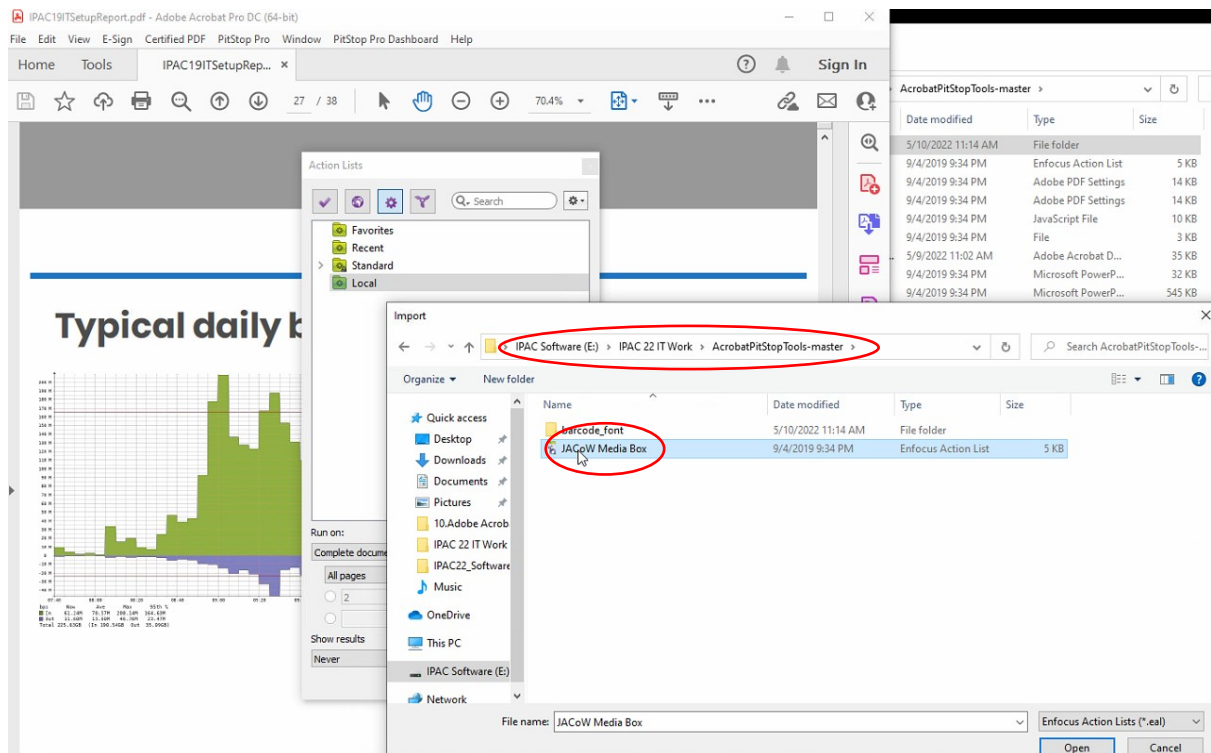 IPAC19ITSetupReport.pdf - Adobe Acrobat Pro DC (64-bit)
File Edit View E-Sign Certified PDF PitStop Pro Window PitStop Pro Dashboard Help
Home Tools IPAC19ITSetupRep... × Sign In
27 / 38 70.4%
AcrobatPitStopTools-master
Date modified Type Size
5/10/2022 11:14 AM File folder
9/4/2019 9:34 PM Enfocus Action List 5 KB
9/4/2019 9:34 PM Adobe PDF Settings 14 KB
9/4/2019 9:34 PM Adobe PDF Settings 14 KB
9/4/2019 9:34 PM JavaScript File 10 KB
9/4/2019 9:34 PM File 3 KB
5/9/2022 11:02 AM Adobe Acrobat D... 35 KB
9/4/2019 9:34 PM Microsoft PowerP... 32 KB
9/4/2019 9:34 PM Microsoft PowerP... 545 KB
Action Lists
Search
Favorites
Recent
Standard
Local
Run on:
Complete docume
All pages
2
Show results
Never
Typical daily b
Import
IPAC Software (E:) > IPAC 22 IT Work > AcrobatPitStopTools-master >
Search AcrobatPitStopTools-...
Organize New folder
Name Date modified Type Size
Quick access
Desktop
Downloads
Documents
Pictures
10.Adobe Acrob
IPAC 22 IT Work
IPAC22_Software
Music
OneDrive
This PC
IPAC Software (E:)
Network
barcode_font 5/10/2022 11:14 AM File folder
JACoW Media Box 9/4/2019 9:34 PM Enfocus Action List 5 KB
File name: JACoW Media Box Enfocus Action Lists (*.eal)
Open Cancel